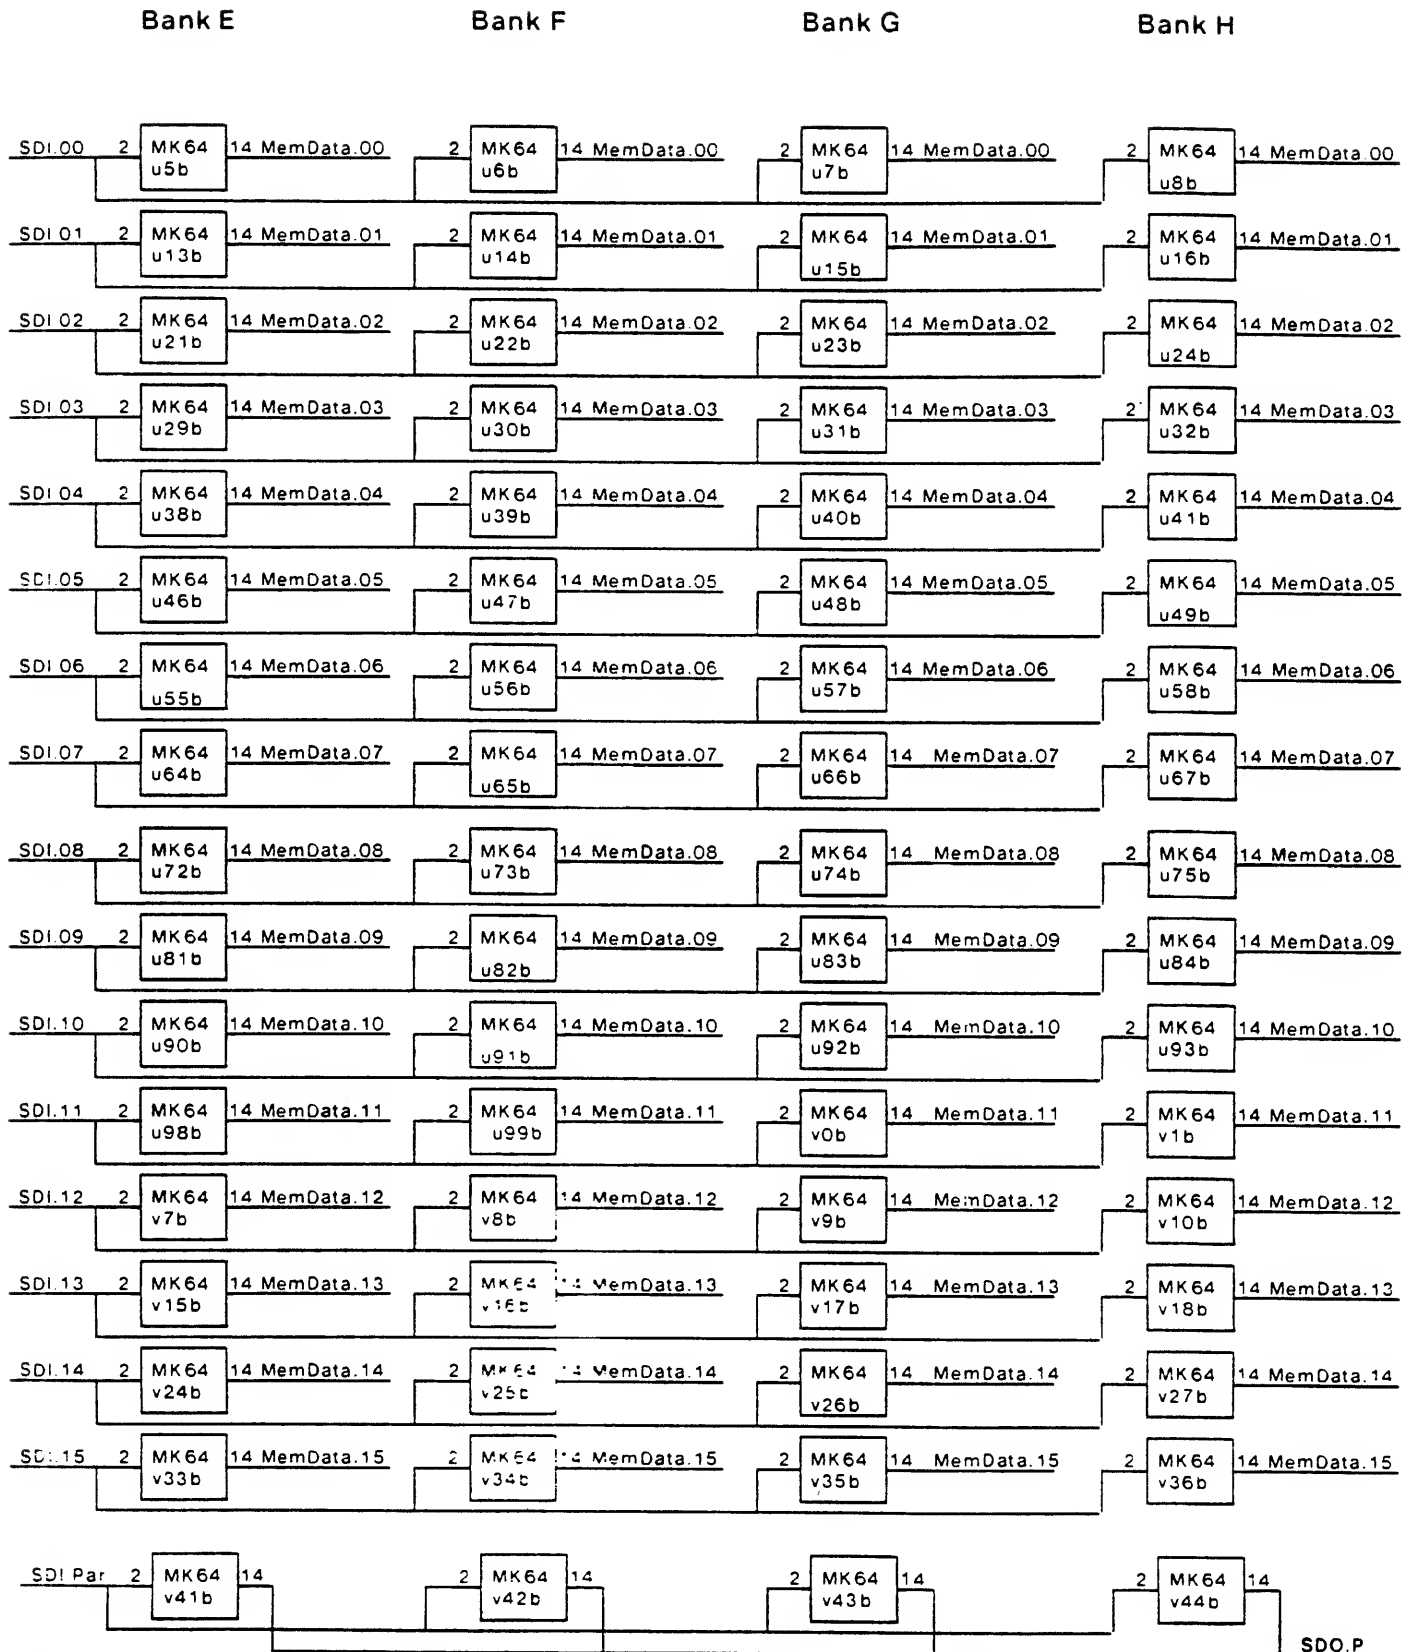 Bank E Bank F Bank G Bank H
SDI.00 2 MK64 14 MemData.00 2 MK64 14 MemData.00 2 MK64 14 MemData.00 2 MK64 14 MemData.00
u5b u6b u7b u8b
SDI.01 2 MK64 14 MemData.01 2 MK64 14 MemData.01 2 MK64 14 MemData.01 2 MK64 14 MemData.01
u13b u14b u15b u16b
SDI.02 2 MK64 14 MemData.02 2 MK64 14 MemData.02 2 MK64 14 MemData.02 2 MK64 14 MemData.02
u21b u22b u23b u24b
SDI.03 2 MK64 14 MemData.03 2 MK64 14 MemData.03 2 MK64 14 MemData.03 2 MK64 14 MemData.03
u29b u30b u31b u32b
SDI.04 2 MK64 14 MemData.04 2 MK64 14 MemData.04 2 MK64 14 MemData.04 2 MK64 14 MemData.04
u38b u39b u40b u41b
SDI.05 2 MK64 14 MemData.05 2 MK64 14 MemData.05 2 MK64 14 MemData.05 2 MK64 14 MemData.05
u46b u47b u48b u49b
SDI.06 2 MK64 14 MemData.06 2 MK64 14 MemData.06 2 MK64 14 MemData.06 2 MK64 14 MemData.06
u55b u56b u57b u58b
SDI.07 2 MK64 14 MemData.07 2 MK64 14 MemData.07 2 MK64 14 MemData.07 2 MK64 14 MemData.07
u64b u65b u66b u67b
SDI.08 2 MK64 14 MemData.08 2 MK64 14 MemData.08 2 MK64 14 MemData.08 2 MK64 14 MemData.08
u72b u73b u74b u75b
SDI.09 2 MK64 14 MemData.09 2 MK64 14 MemData.09 2 MK64 14 MemData.09 2 MK64 14 MemData.09
u81b u82b u83b u84b
SDI.10 2 MK64 14 MemData.10 2 MK64 14 MemData.10 2 MK64 14 MemData.10 2 MK64 14 MemData.10
u90b u91b u92b u93b
SDI.11 2 MK64 14 MemData.11 2 MK64 14 MemData.11 2 MK64 14 MemData.11 2 MK64 14 MemData.11
u98b u99b v0b v1b
SDI.12 2 MK64 14 MemData.12 2 MK64 14 MemData.12 2 MK64 14 MemData.12 2 MK64 14 MemData.12
v7b v8b v9b v10b
SDI.13 2 MK64 14 MemData.13 2 MK64 14 MemData.13 2 MK64 14 MemData.13 2 MK64 14 MemData.13
v15b v16b v17b v18b
SDI.14 2 MK64 14 MemData.14 2 MK64 14 MemData.14 2 MK64 14 MemData.14 2 MK64 14 MemData.14
v24b v25b v26b v27b
SDI.15 2 MK64 14 MemData.15 2 MK64 14 MemData.15 2 MK64 14 MemData.15 2 MK64 14 MemData.15
v33b v34b v35b v36b
SDI Par 2 MK64 14 2 MK64 14 2 MK64 14 2 MK64 14
v41b v42b v43b v44b
SDO.P